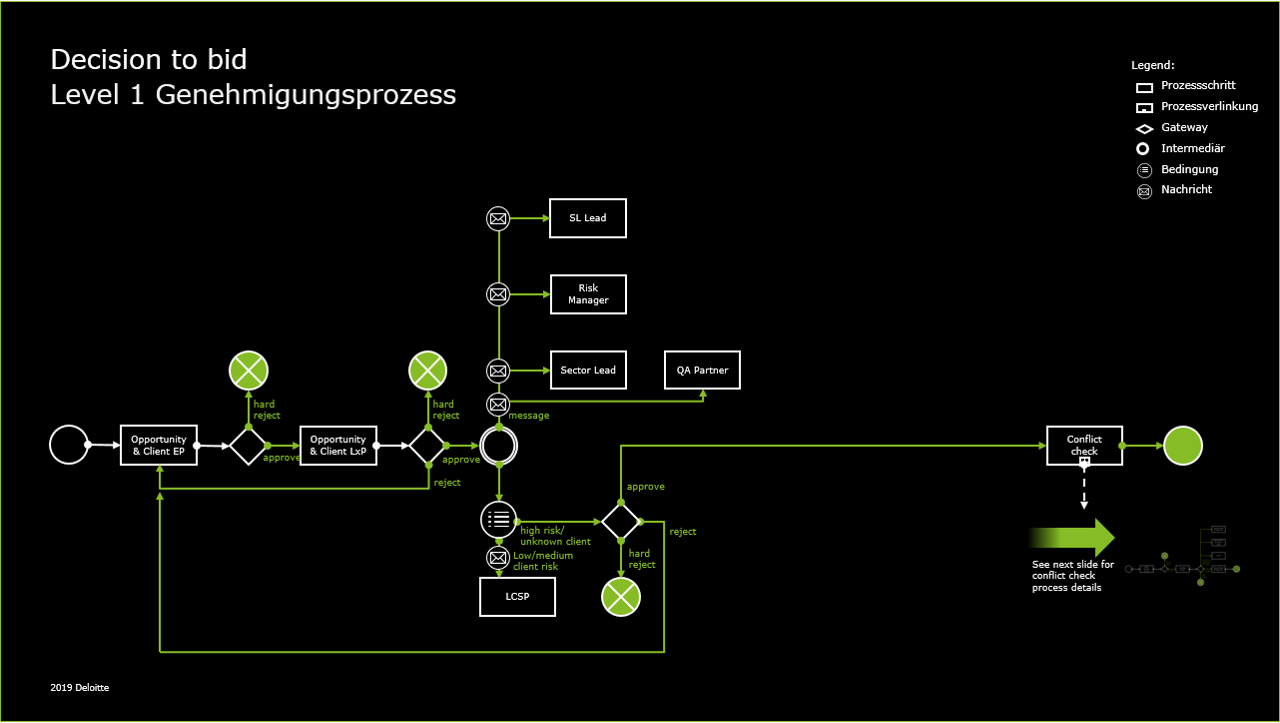 Decision to bid
Level 1 Genehmigungsprozess
Legend:
Prozessschritt
Prozessverlinkung
Gateway
Intermediär
Bedingung
Nachricht
SL Lead
Risk
Manager
Sector Lead
QA Partner
message
hard
reject
hard
reject
Opportunity
& Client EP
approve
Opportunity
& Client LxP
approve
reject
Conflict
check
approve
high risk/
unknown client
reject
Low/medium
client risk
hard
reject
LCSP
See next slide for
conflict check
process details
2019 Deloitte